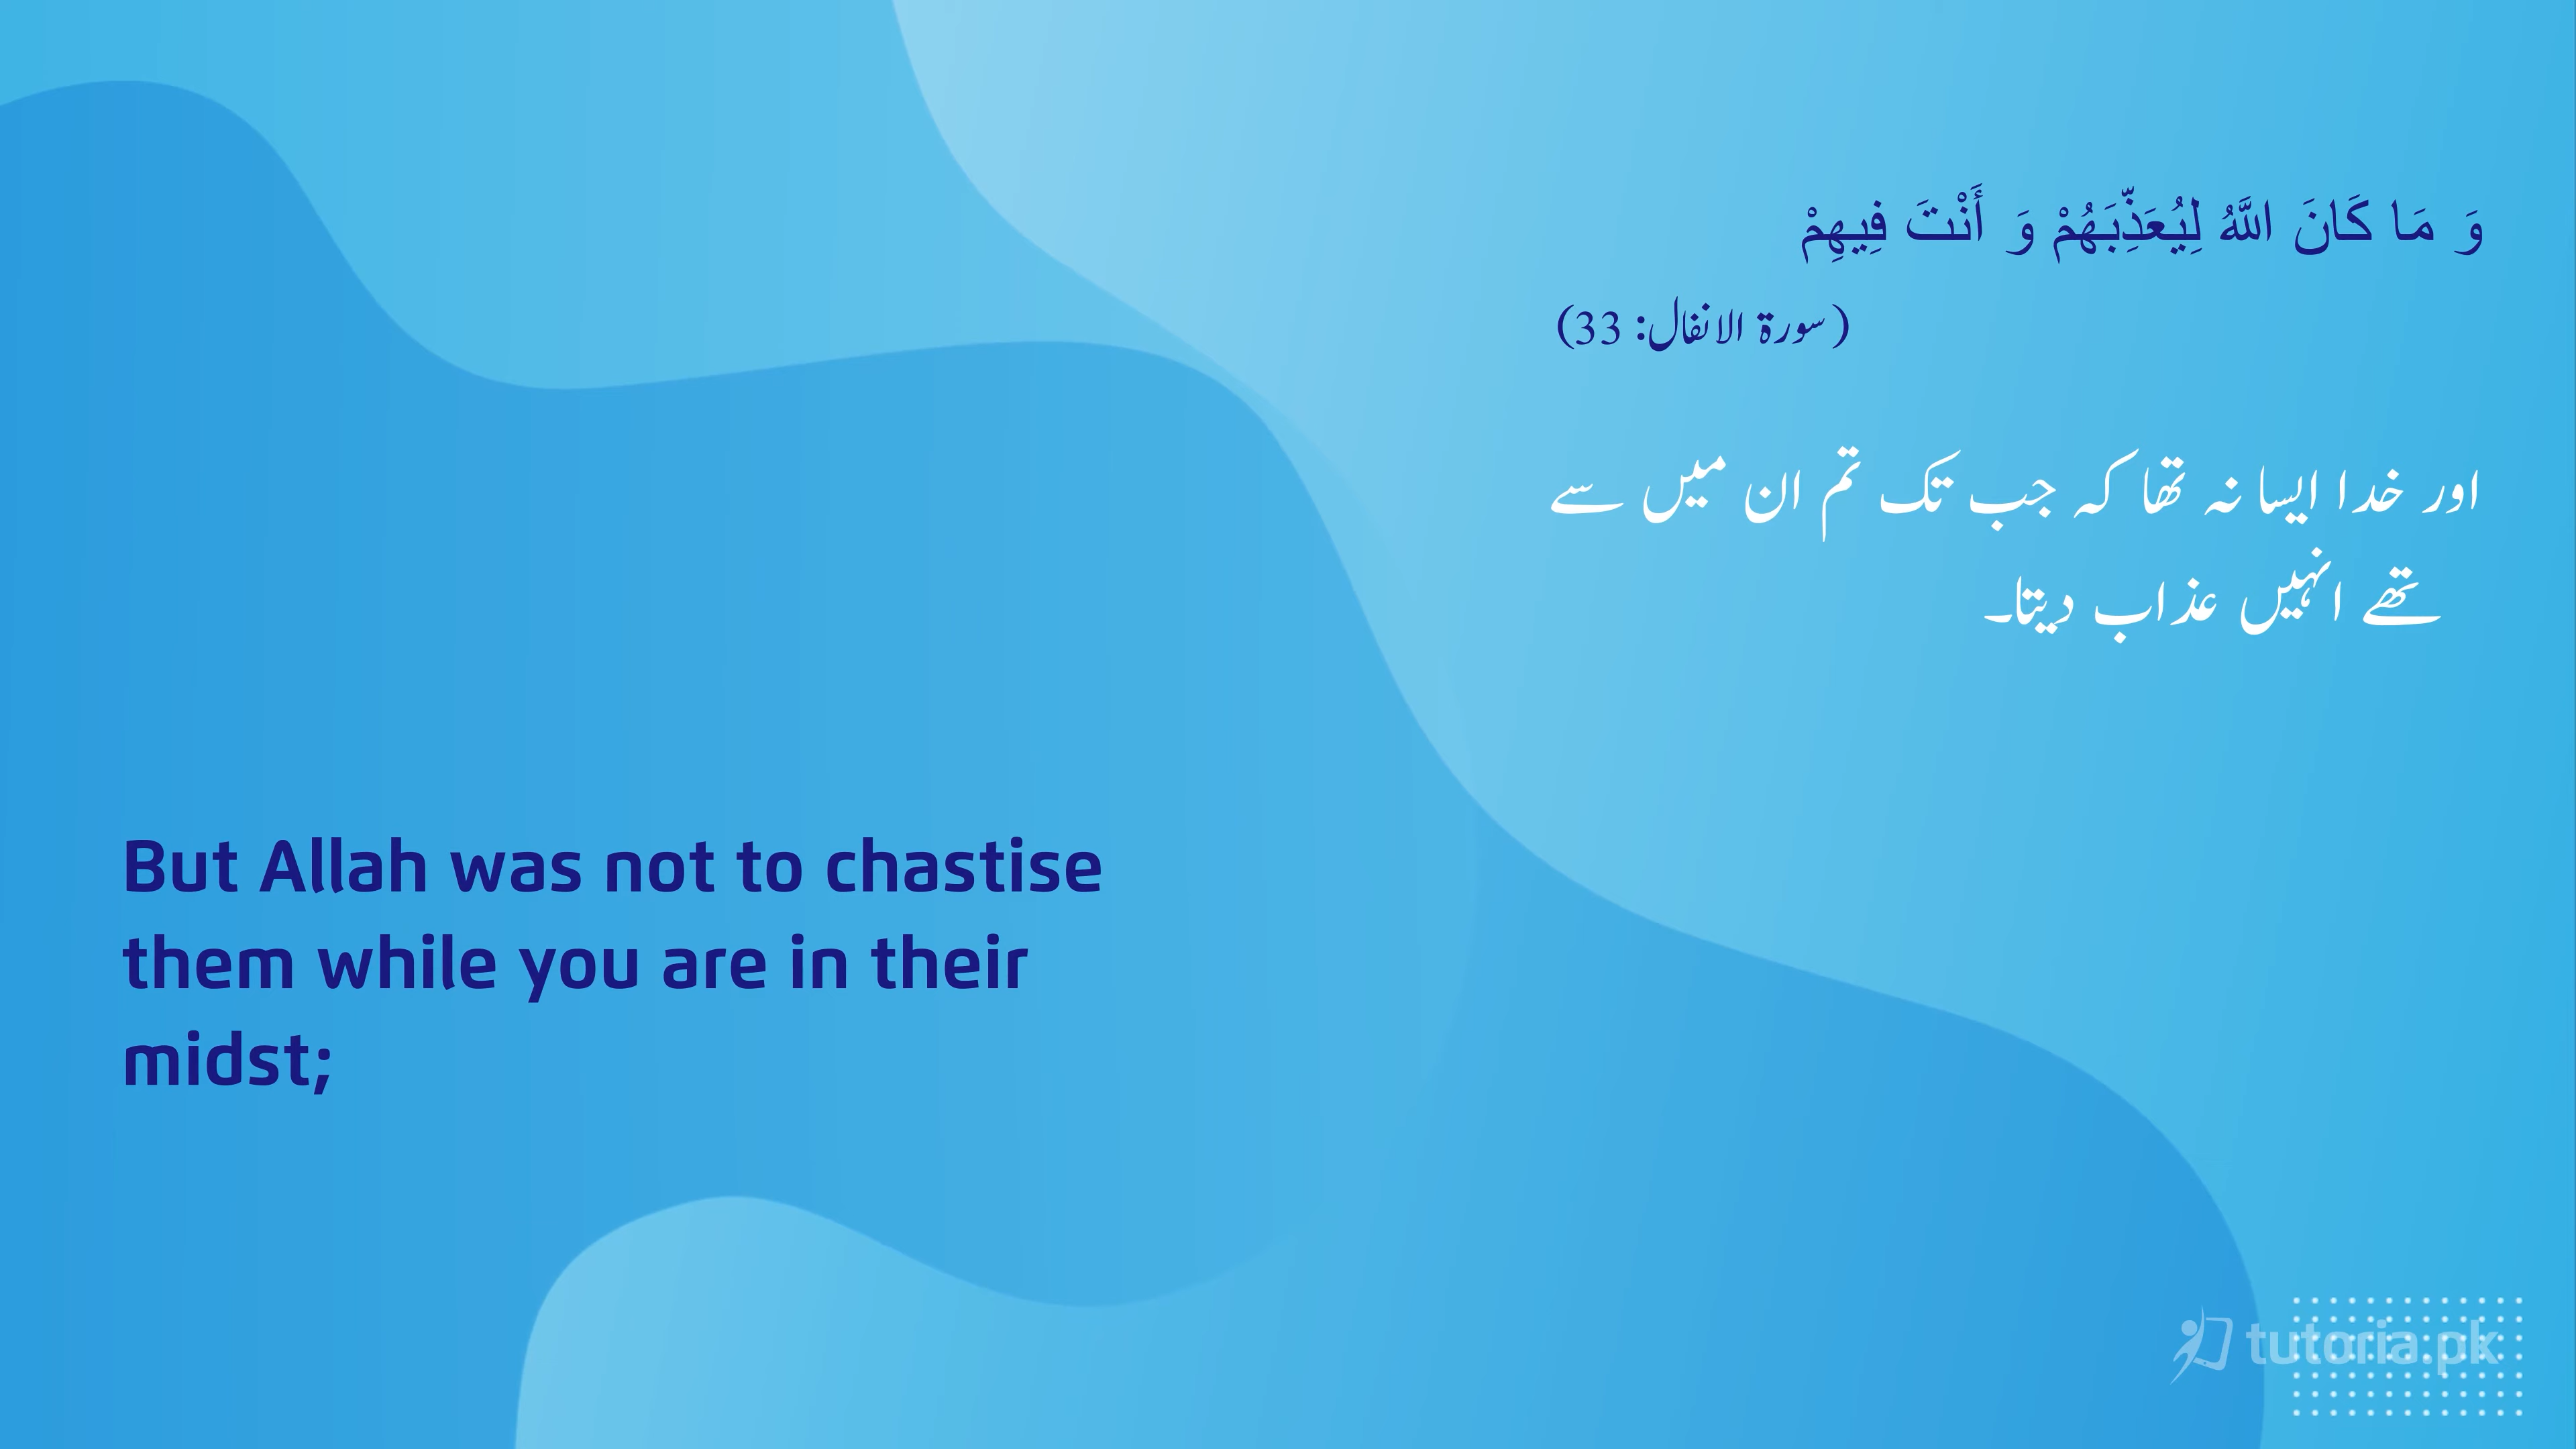 وَ مَا كَانَ اللَّهُ لِيُعَذِّبَهُمْ وَ أَنْتَ فِيهِمْ
(سورۃ الانفال: 33)
اور خدا ایسا نہ تھا کہ جب تک تم ان میں سے
تھے انہیں عذاب دیتا۔
But Allah was not to chastise
them while you are in their
midst;
tutoria.pk